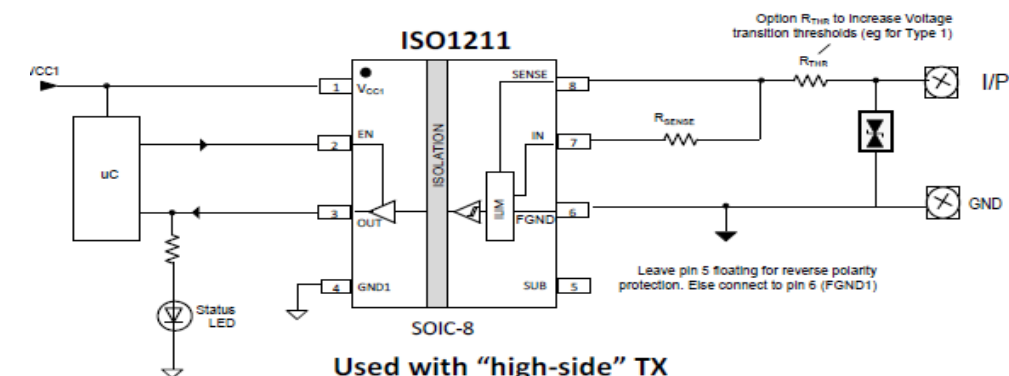 Option RTHR to Increase Voltage
transition thresholds (eg for Type 1)
ISO1211
RTHR
VCC1
SENSE
8
I/P
1
VCC1
RSENSE
EN
IN
2
7
ISOLATION
uC
ILIM
3
OUT
FGND
6
GND
Leave pin 5 floating for reverse polarity
protection. Else connect to pin 6 (FGND1)
4
GND1
SUB
5
Status
LED
SOIC-8
Used with "high-side" TX